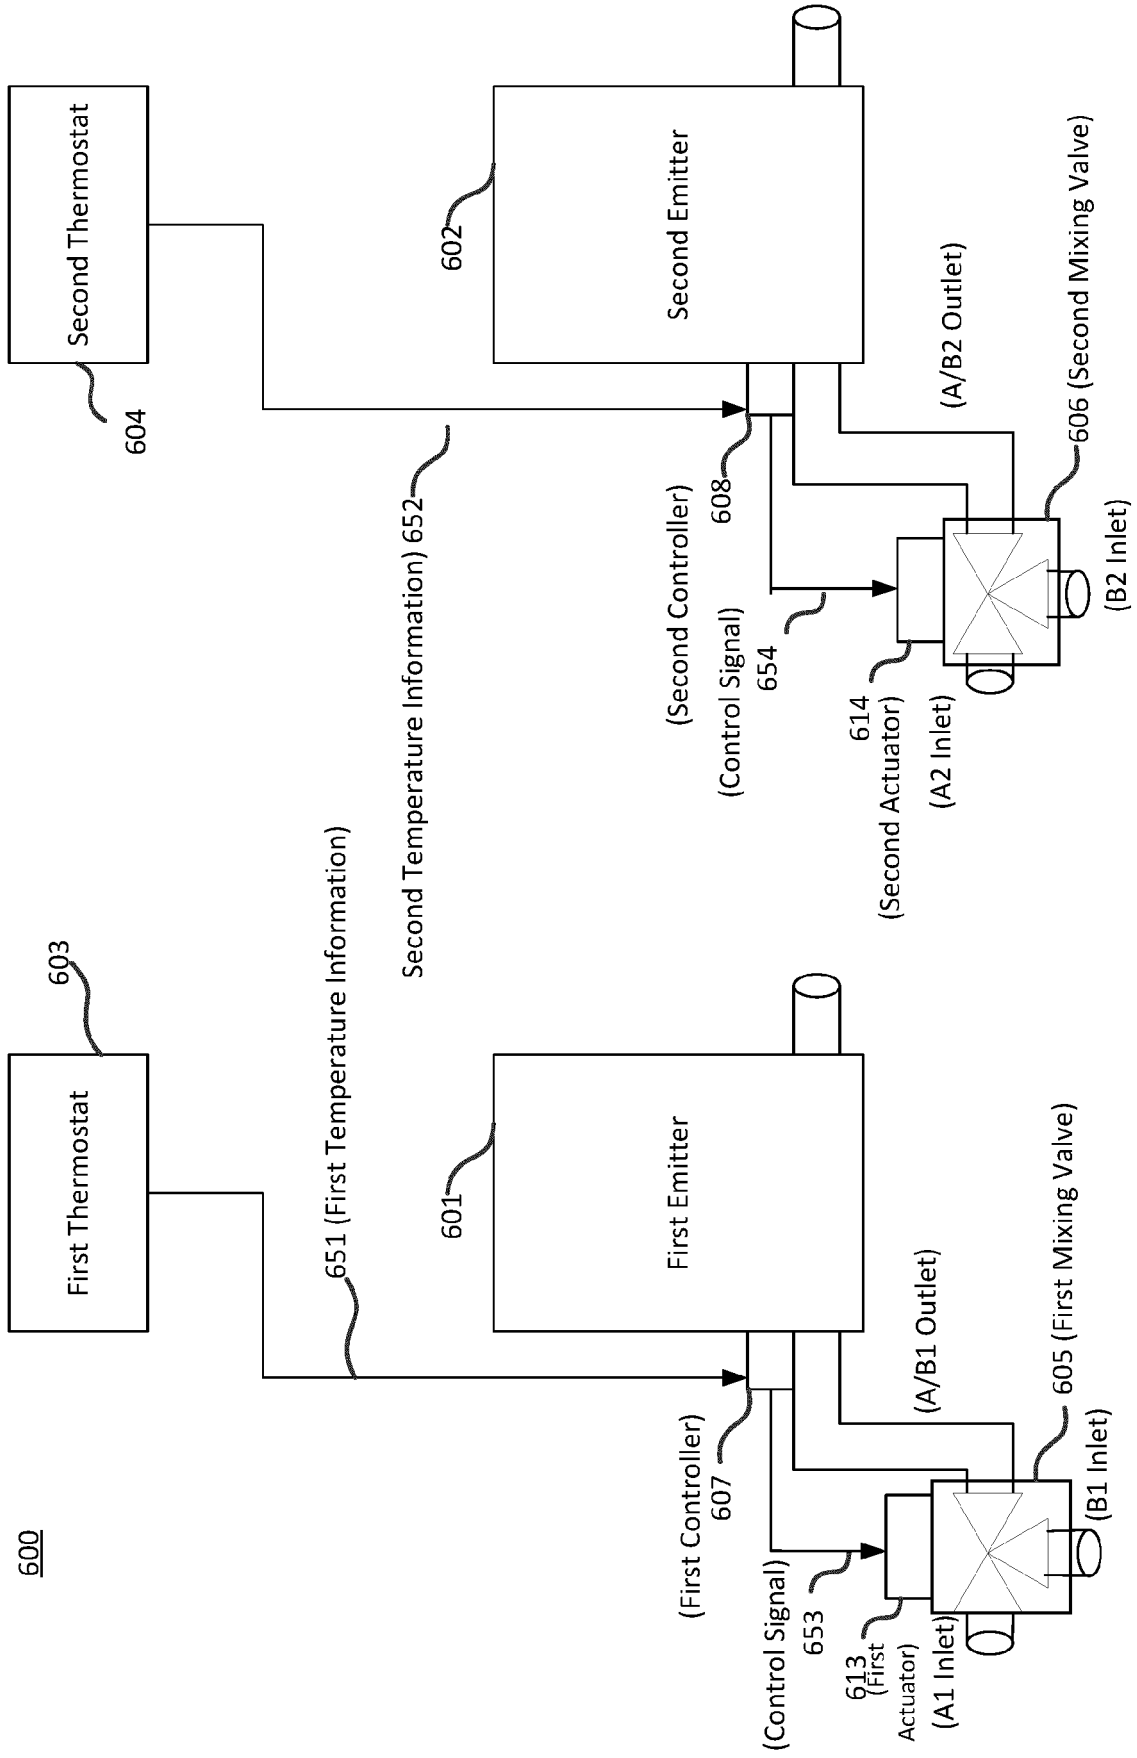 600
First Thermostat
603
Second Thermostat
604
651 (First Temperature Information)
Second Temperature Information) 652
601
First Emitter
602
Second Emitter
(First Controller)
607
(Control Signal)
653
613
(First
Actuator)
(A1 Inlet)
(A/B1 Outlet)
605 (First Mixing Valve)
(B1 Inlet)
(Second Controller)
608
(Control Signal)
654
614
(Second Actuator)
(A2 Inlet)
(A/B2 Outlet)
606 (Second Mixing Valve)
(B2 Inlet)